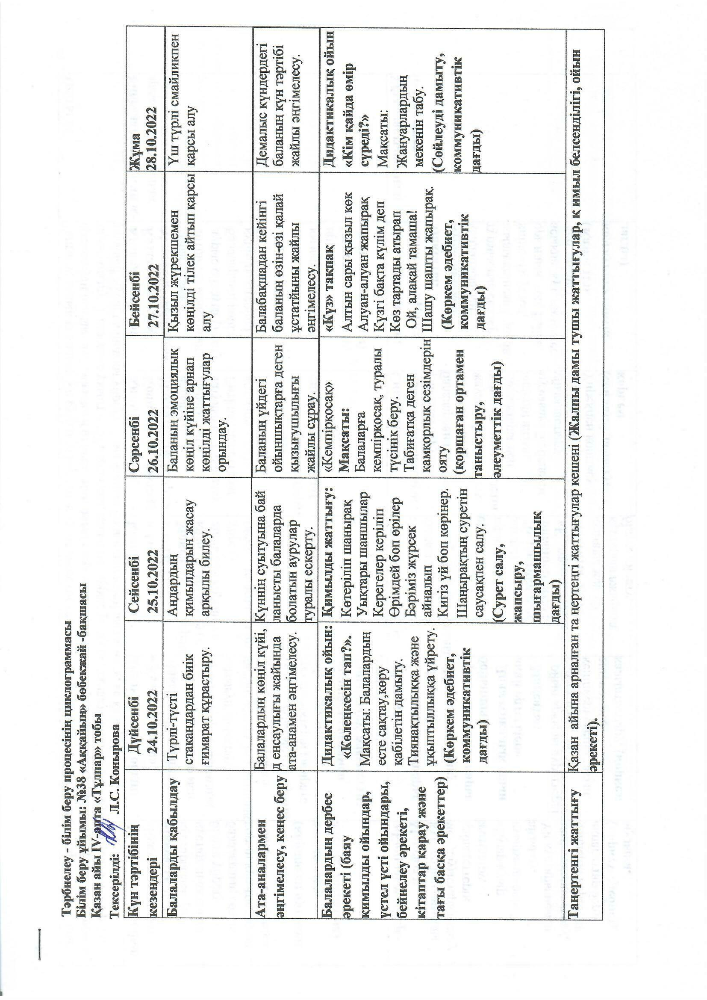 Тәрбиелеу - білім беру процесінің циклограммасы
Білім беру ұйымы: №38 «Аққайың» бөбекжай -бақшасы
Қазан айы IV-апта «Тұлпар» тобы
Тексерілді: Л.С. Конырова
Күн тәртібінің
кезеңдері
Дүйсенбі
24.10.2022
Сейсенбі
25.10.2022
Сәрсенбі
26.10.2022
Бейсенбі
27.10.2022
Жұма
28.10.2022
Балаларды қабылдау
Түрлі-түсті
стакандардан биік
ғимарат құрастыру.
Аңдардың
қимылдарын жасау
арқылы билеу.
Баланың эмоциялық
көңіл күйіне арнап
көңілді жаттығулар
орындау.
Қызыл жүрекшемен
көңілді тілек айтып қарсы
алу
Үш түрлі смайликпен
қарсы алу
Ата-аналармен
әңгімелесу, кеңес беру
Балалардың көңіл күйі,
д енсаулығы жайында
ата-анамен әңгімелесу.
Күннің суытуына бай
ланысты балаларда
болатын аурулар
туралы ескерту.
Баланың үйдегі
ойыншықтарға деген
қызығушылығы
жайлы сұрау.
Балабақшадан кейінгі
баланың өзін-өзі қалай
ұстатйыны жайлы
әңгімелесу.
Демалыс күндердегі
баланың күн тәртібі
жайлы әңгімелесу.
Балалардың дербес
әрекеті (баяу
қимылды ойындар,
үстел үсті ойындары,
бейнелеу әрекеті,
кітаптар қарау және
тағы басқа әрекеттер)
Дидактикалық ойын:
«Көлеңкесін тап?».
Мақсаты: Балалардың
есте сақтау,көру
қабілетін дамыту.
Тиянақтылыққа және
ұқыптыллыққа үйрету.
(Көркем әдебиет,
коммуникативтік
дағды)
Қимылды жаттығу:
Көтеріліп шаңырақ
Уықтары шаншылар
Керегелер керіліп
Өрімдей боп өрілер
Бәріміз жүрсек
айналып
Кигіз үй боп көрінер.
Шаңырақтың суретін
саусақпен салу.
(Сурет салу,
жапсыру,
шығармашылық
дағды)
«Кемпірқосақ»
Мақсаты:
Балаларға
кемпірқосақ, туралы
түсінік беру.
Табиғатқа деген
қамқорлық сезімдерін
ояту
(қоршаған ортамен
таныстыру,
әлеуметтік дағды)
«Күз» тақпақ
Алтын сары қызыл көк
Алуан-алуан жапырақ
Күзгі бақта күлім деп
Көз тартады атырап
Ой, алақай тамаша!
Шашу шашты жапырақ.
(Көркем әдебиет,
коммуникативтік
дағды)
Дидактикалық ойын
«Кім қайда өмір
сүреді?»
Мақсаты:
Жануарлардың
мекенін табу.
(Сөйлеуді дамыту,
коммуникативтік
дағды)
Таңертенгі жаттығу
Қазан айына арналған та ңертеңгі жаттығулар кешені (Жалпы дамы тушы жаттығулар, қ имыл белсенділігі, ойын
әрекеті).